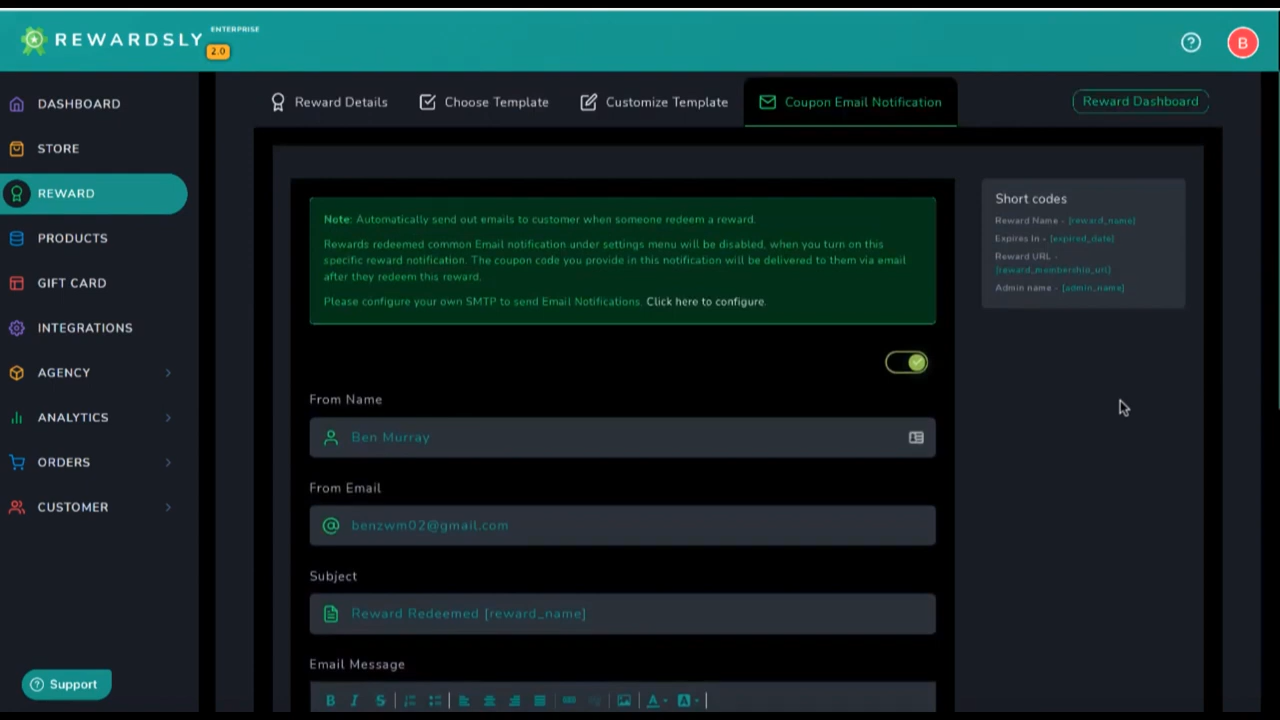 REWARDSLY ENTERPRISE
2.0
B
DASHBOARD
STORE
REWARD
PRODUCTS
GIFT CARD
INTEGRATIONS
AGENCY
ANALYTICS
ORDERS
CUSTOMER
Support
Reward Details
Choose Template
Customize Template
Coupon Email Notification
Reward Dashboard
Note: Automatically send out emails to customer when someone redeem a reward.
Rewards redeemed common Email notification under settings menu will be disabled, when you turn on this
specific reward notification. The coupon code you provide in this notification will be delivered to them via email
after they redeem this reward.
Please configure your own SMTP to send Email Notifications. Click here to configure.
From Name
Ben Murray
From Email
benzwm02@gmail.com
Subject
Reward Redeemed [reward_name]
Email Message
B I S A A
Short codes
Reward Name - [reward_name]
Expires In - [expired_date]
Reward URL -
[reward_membership_url]
Admin name - [admin_name]